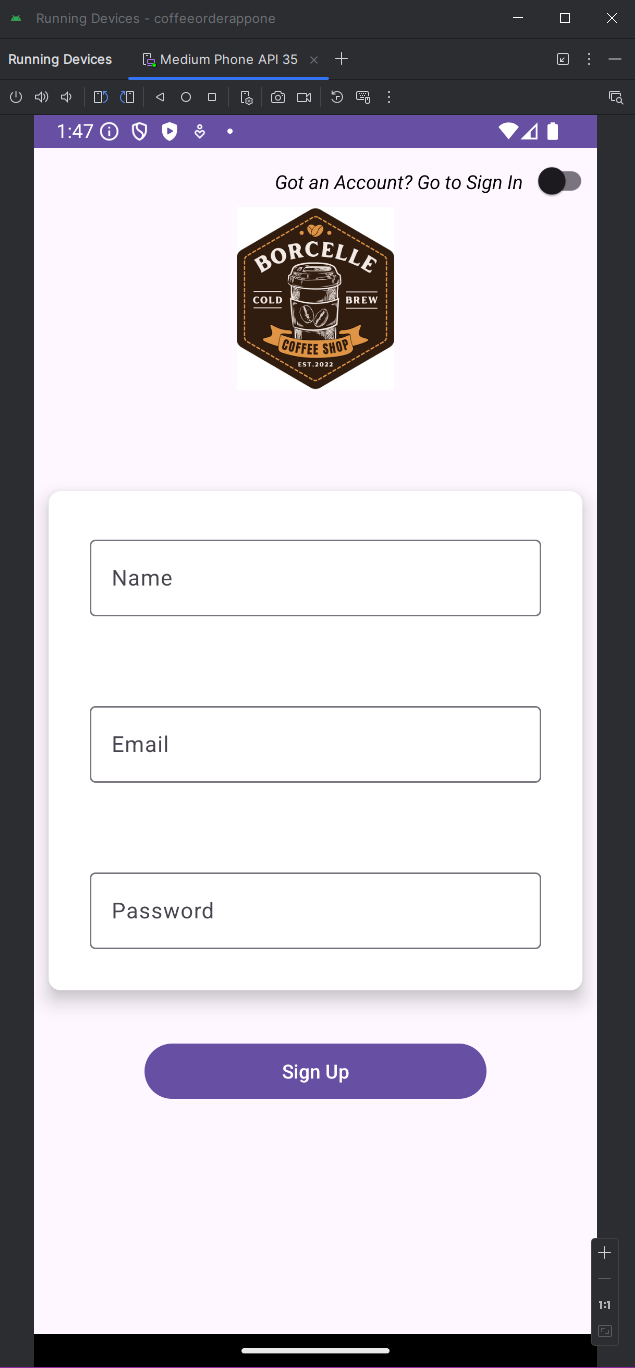 Running Devices - coffeeorderappone
Running Devices
Medium Phone API 35
1:47
Got an Account? Go to Sign In
BORCELLE
COLD BREW
COFFEE SHOP
EST.2022
Name
Email
Password
Sign Up
1:1